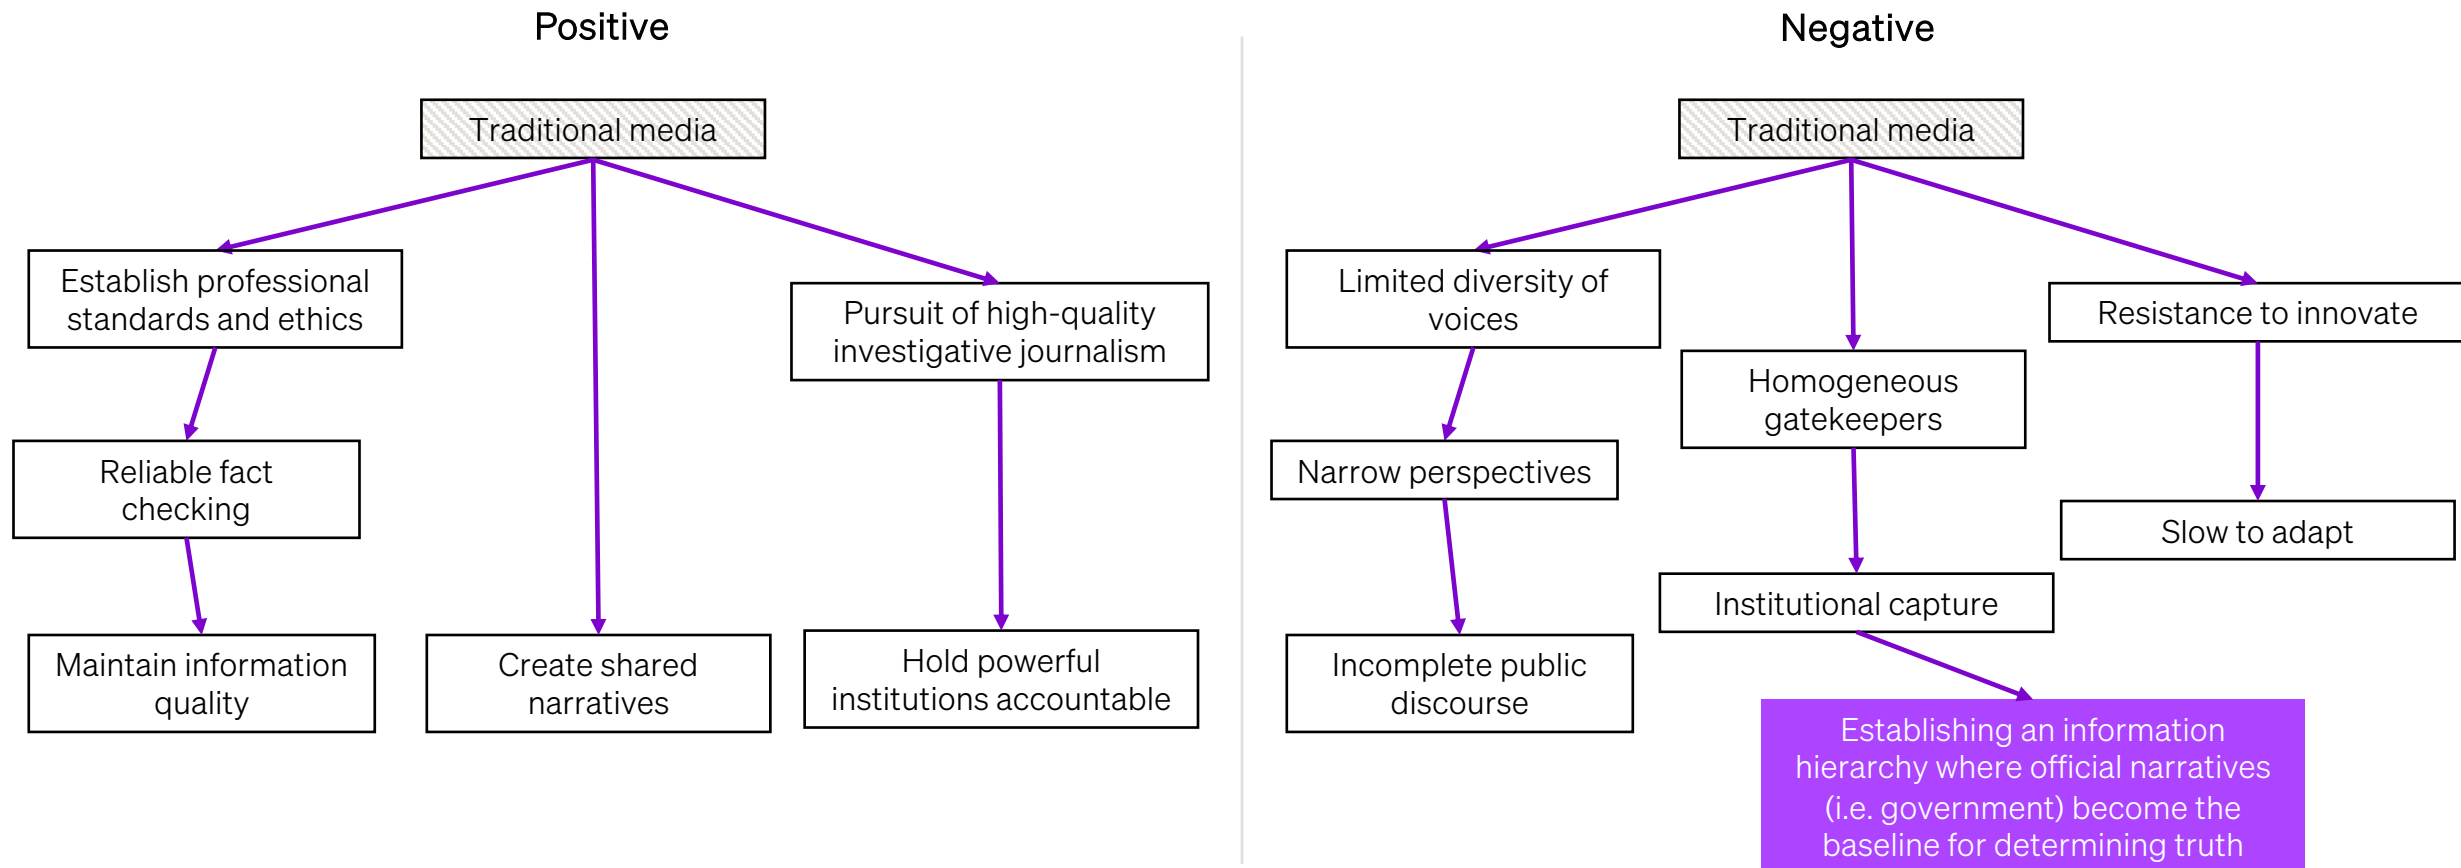 Positive
Traditional media
Establish professional
standards and ethics
Pursuit of high-quality
investigative journalism
Reliable fact
checking
Maintain information
quality
Create shared
narratives
Hold powerful
institutions accountable
Negative
Traditional media
Limited diversity of
voices
Homogeneous
gatekeepers
Resistance to innovate
Narrow perspectives
Slow to adapt
Institutional capture
Incomplete public
discourse
Establishing an information
hierarchy where official narratives
(i.e. government) become the
baseline for determining truth